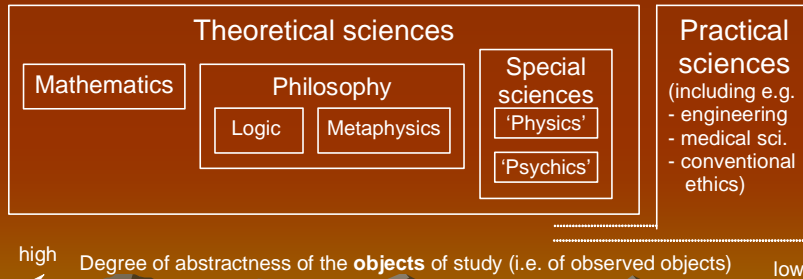 Theoretical sciences
Mathematics
Philosophy
Logic
Metaphysics
Special
sciences
‘Physics’
‘Psychics’
Practical
sciences
(including e.g.
- engineering
- medical sci.
- conventional
ethics)
high
Degree of abstractness of the objects of study (i.e. of observed objects)
low